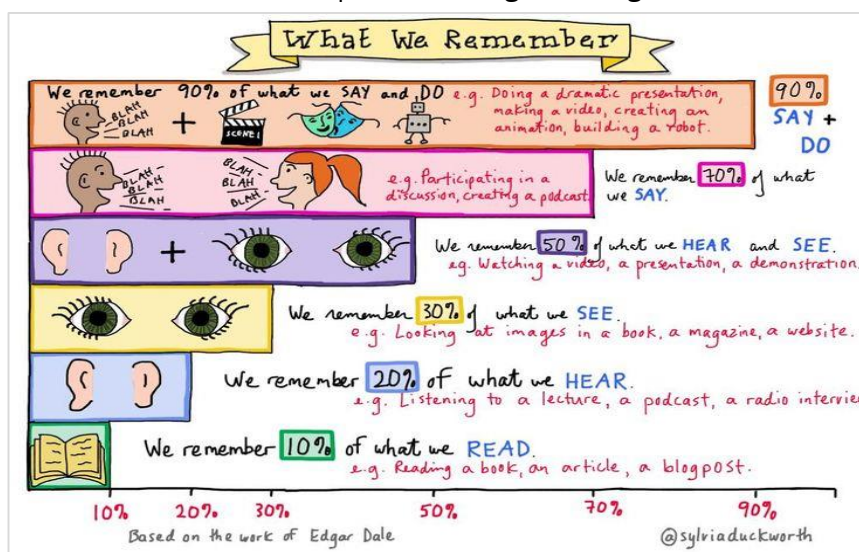 What We Remember
We remember 90% of what we SAY and DO e.g. Doing a dramatic presentation,
making a video, creating an
animation, building a robot.
BLAH
BLAH
BLAH
+
SCENE 1
90%
SAY +
DO
BLAH
BLAH
BLAH
BLAH
BLAH
BLAH
BLAH
e.g. Participating in a
discussion, creating a podcast
We remember 70% of what
we SAY.
+
We remember 50% of what we HEAR and SEE.
eg. Watching a video, a presentation, a demonstration.
We remember 30% of what we SEE.
e.g. Looking at images in a book, a magazine, a website.
We remember 20% of what we HEAR.
e.g. Listening to a lecture, a podcast, a radio interview
We remember 10% of what we READ.
e.g. Reading a book, an article, a blogpost.
10% 20% 30% 50% 70% 90%
Based on the work of Edgar Dale @sylviaduckworth